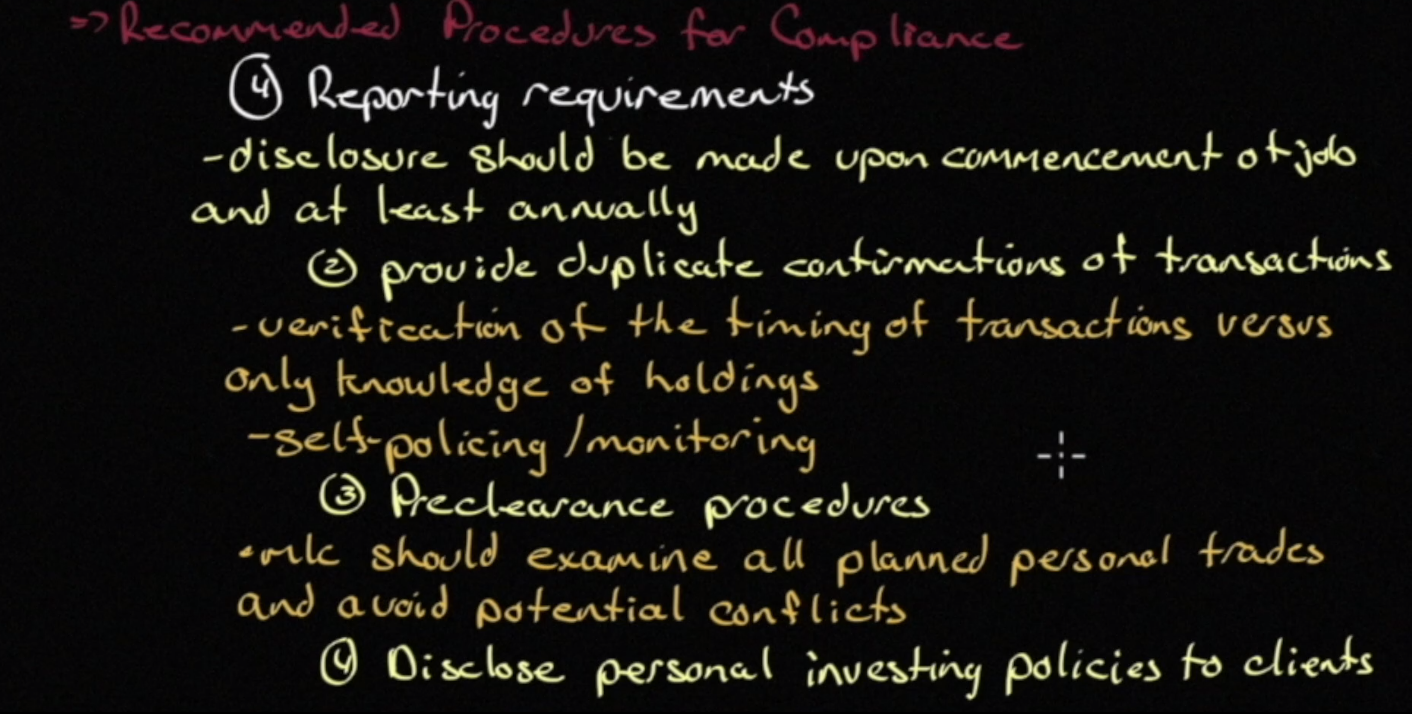 => Recommended Procedures for Compliance
④ Reporting requirements
- disclosure should be made upon commencement of job
and at least annually
② provide duplicate confirmations of transactions
- verification of the timing of transactions versus
only knowledge of holdings
- self-policing / monitoring
③ Preclearance procedures
• m/c should examine all planned personal trades
and avoid potential conflicts
④ Disclose personal investing policies to clients